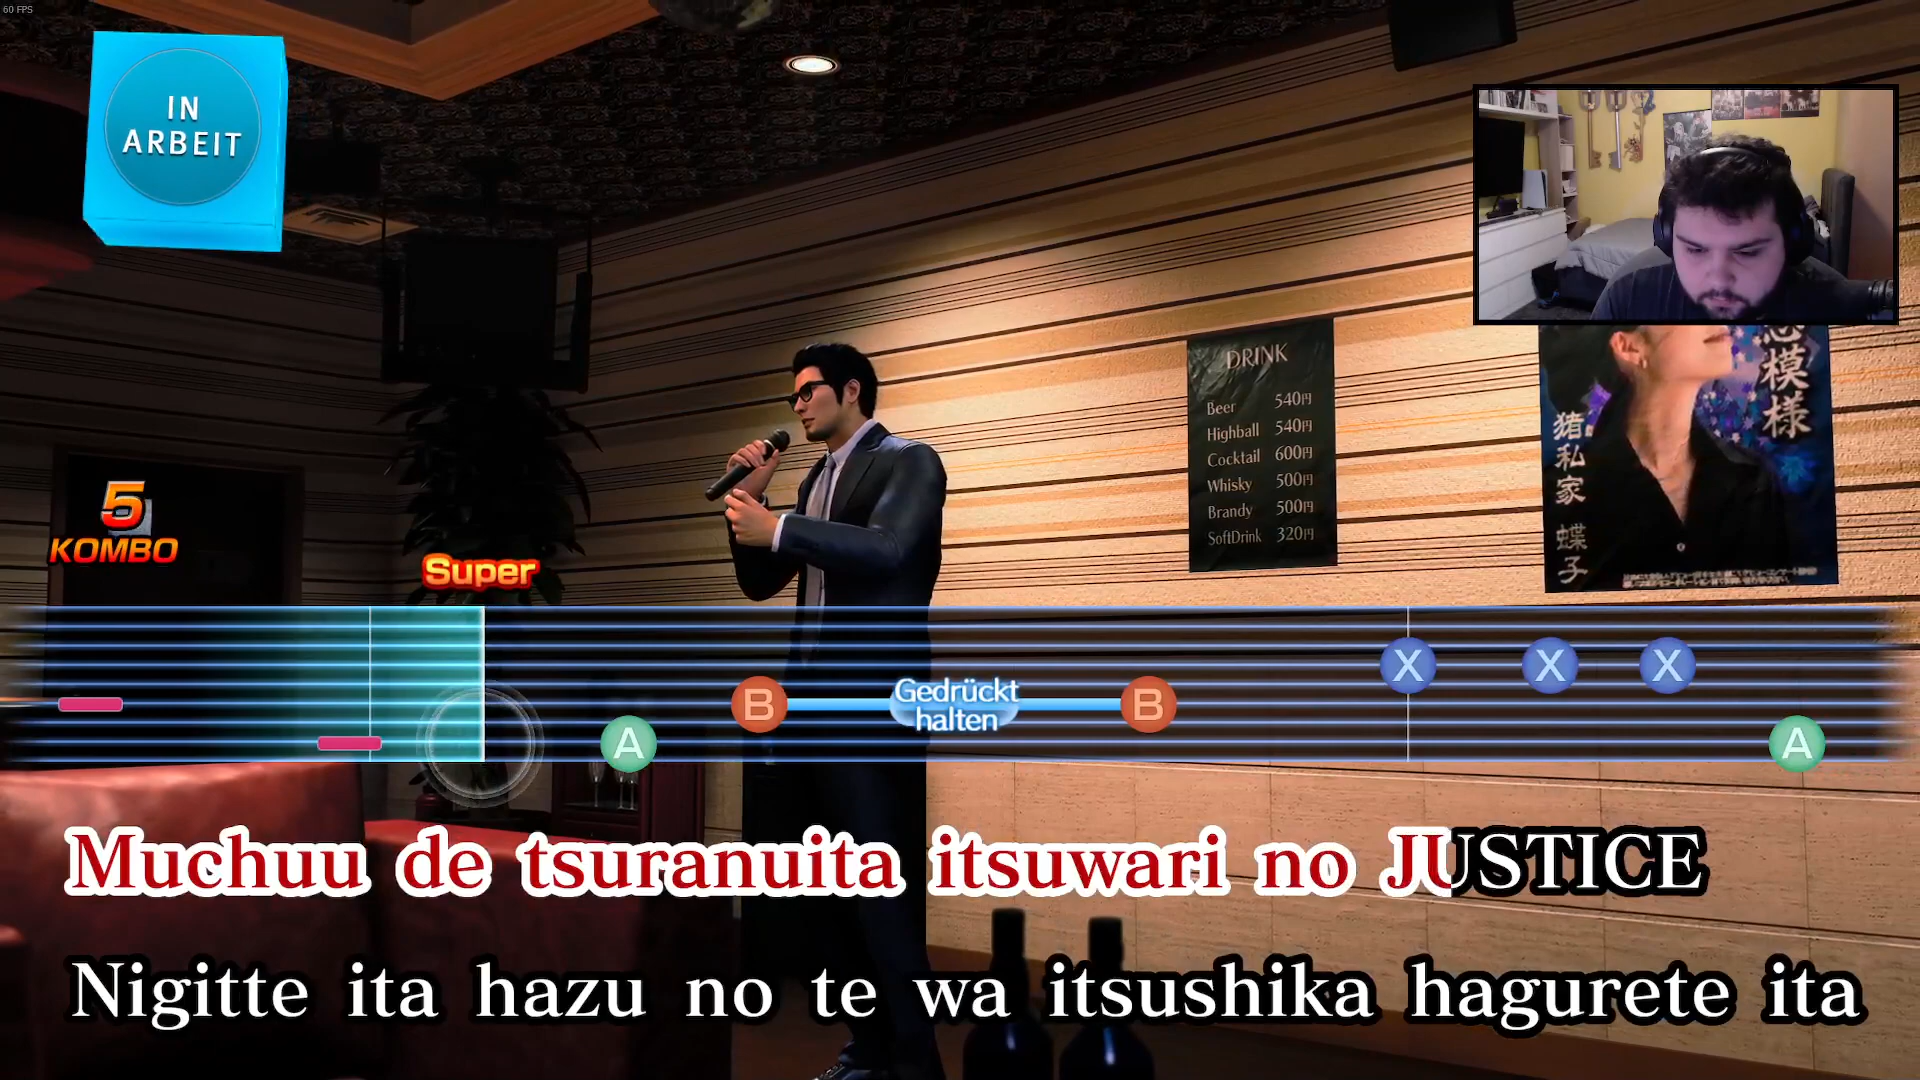 60 FPS
IN
ARBEIT
DRINK
Beer 540円
Highball 540円
Cocktail 600円
Whisky 500円
Brandy 500円
SoftDrink 320円
模様
猪私家 蝶子
5
KOMBO
Super
A
B
Gedrückt
halten
B
X
X
X
A
Muchuu de tsuranuita itsuwari no JUSTICE
Nigitte ita hazu no te wa itsushika hagurete ita